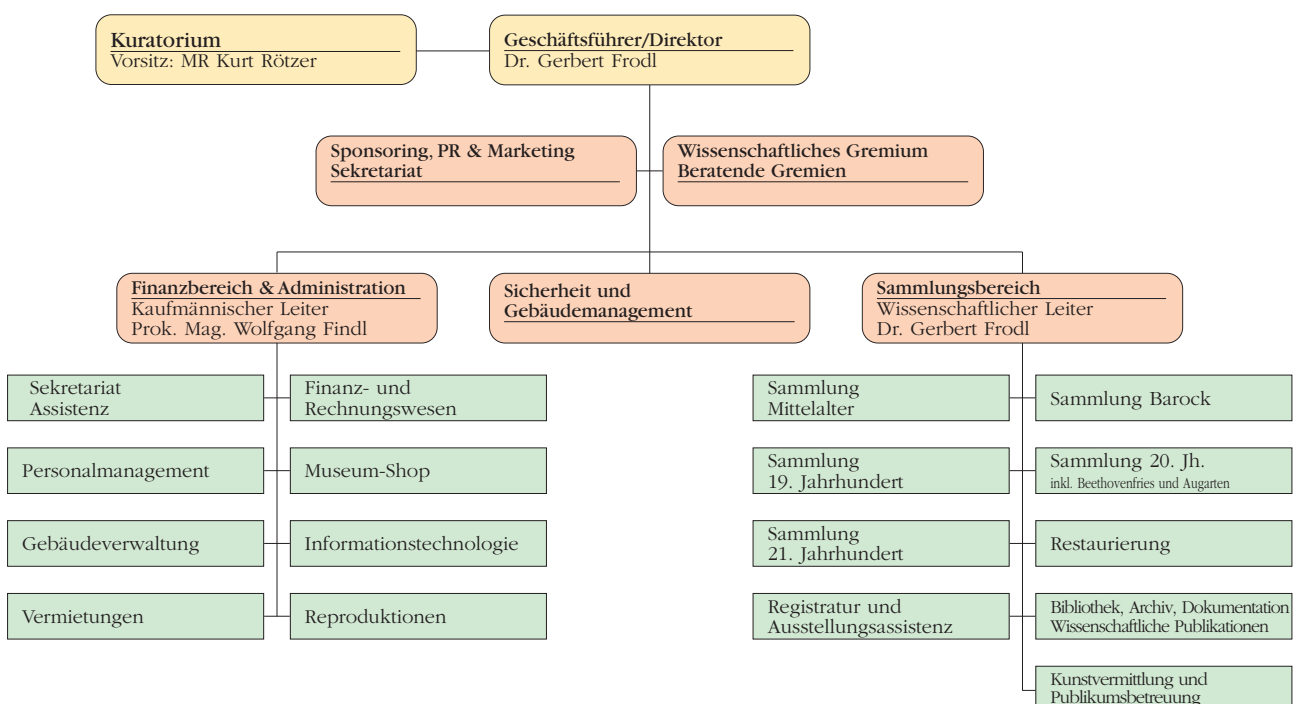 Kuratorium
Vorsitz: MR Kurt Rötzer
Geschäftsführer/Direktor
Dr. Gerbert Frodl
Sponsoring, PR & Marketing
Sekretariat
Wissenschaftliches Gremium
Beratende Gremien
Finanzbereich & Administration
Kaufmännischer Leiter
Prok. Mag. Wolfgang Findl
Sicherheit und
Gebäudemanagement
Sammlungsbereich
Wissenschaftlicher Leiter
Dr. Gerbert Frodl
Sekretariat
Assistenz
Finanz- und
Rechnungswesen
Personalmanagement
Museum-Shop
Gebäudeverwaltung
Informationstechnologie
Vermietungen
Reproduktionen
Sammlung
Mittelalter
Sammlung Barock
Sammlung
19. Jahrhundert
Sammlung 20. Jh.
inkl. Beethovenfries und Augarten
Sammlung
21. Jahrhundert
Restaurierung
Registratur und
Ausstellungsassistenz
Bibliothek, Archiv, Dokumentation
Wissenschaftliche Publikationen
Kunstvermittlung und
Publikumsbetreuung